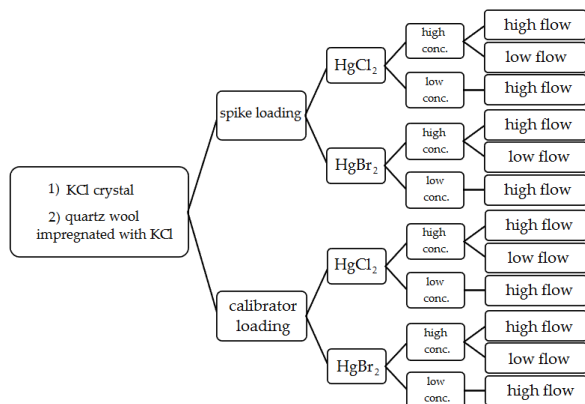 1) KCl crystal
2) quartz wool
impregnated with KCl
spike loading
calibrator
loading
HgCl₂
HgBr₂
HgCl₂
HgBr₂
high
conc.
low
conc.
high
conc.
low
conc.
high
conc.
low
conc.
high
conc.
low
conc.
high flow
low flow
high flow
high flow
low flow
high flow
high flow
low flow
high flow
high flow
low flow
high flow